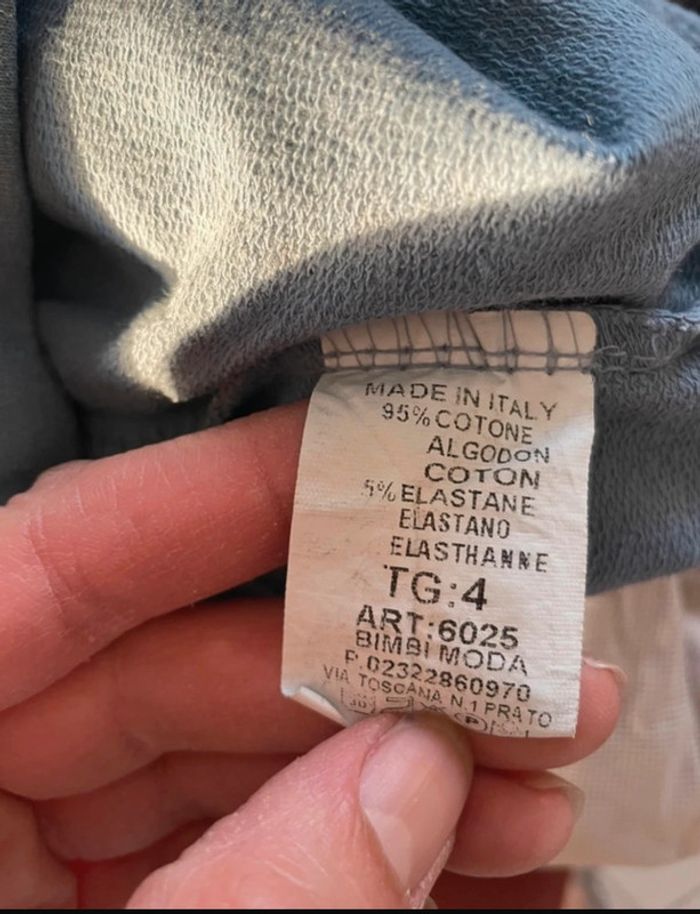 MADE IN ITALY
95%COTONE
ALGODON
COTON
5%ELASTANE
ELASTANO
ELASTHANNE
TG:4
ART:6025
BIMBI MODA
P.02322860970
VIA TOSCANA N.1 PRATO
P